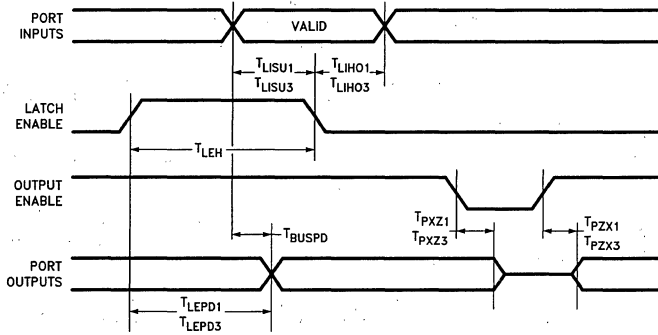 PORT
INPUTS
VALID
TLISU1
TLISU3
TLIHO1
TLIHO3
LATCH
ENABLE
TLEH
OUTPUT
ENABLE
TPXZ1
TPXZ3
TPZX1
TPZX3
TBUSPD
PORT
OUTPUTS
TLEPD1
TLEPD3